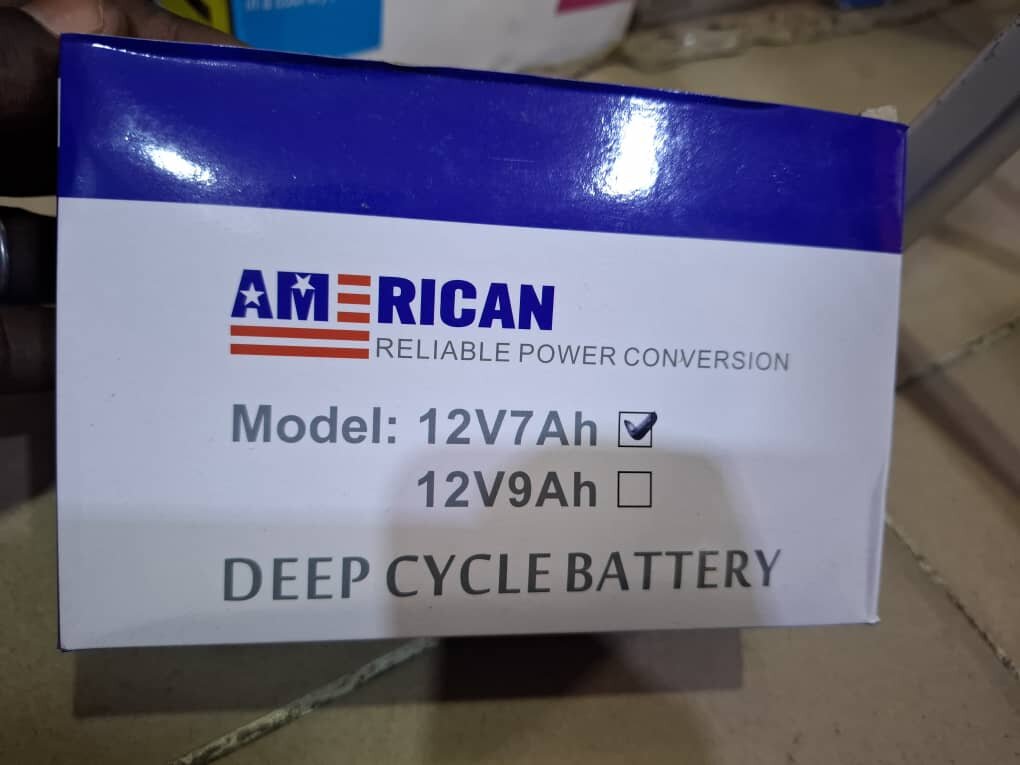 AMERICAN
RELIABLE POWER CONVERSION
Model: 12V7Ah
12V9Ah
DEEP CYCLE BATTERY